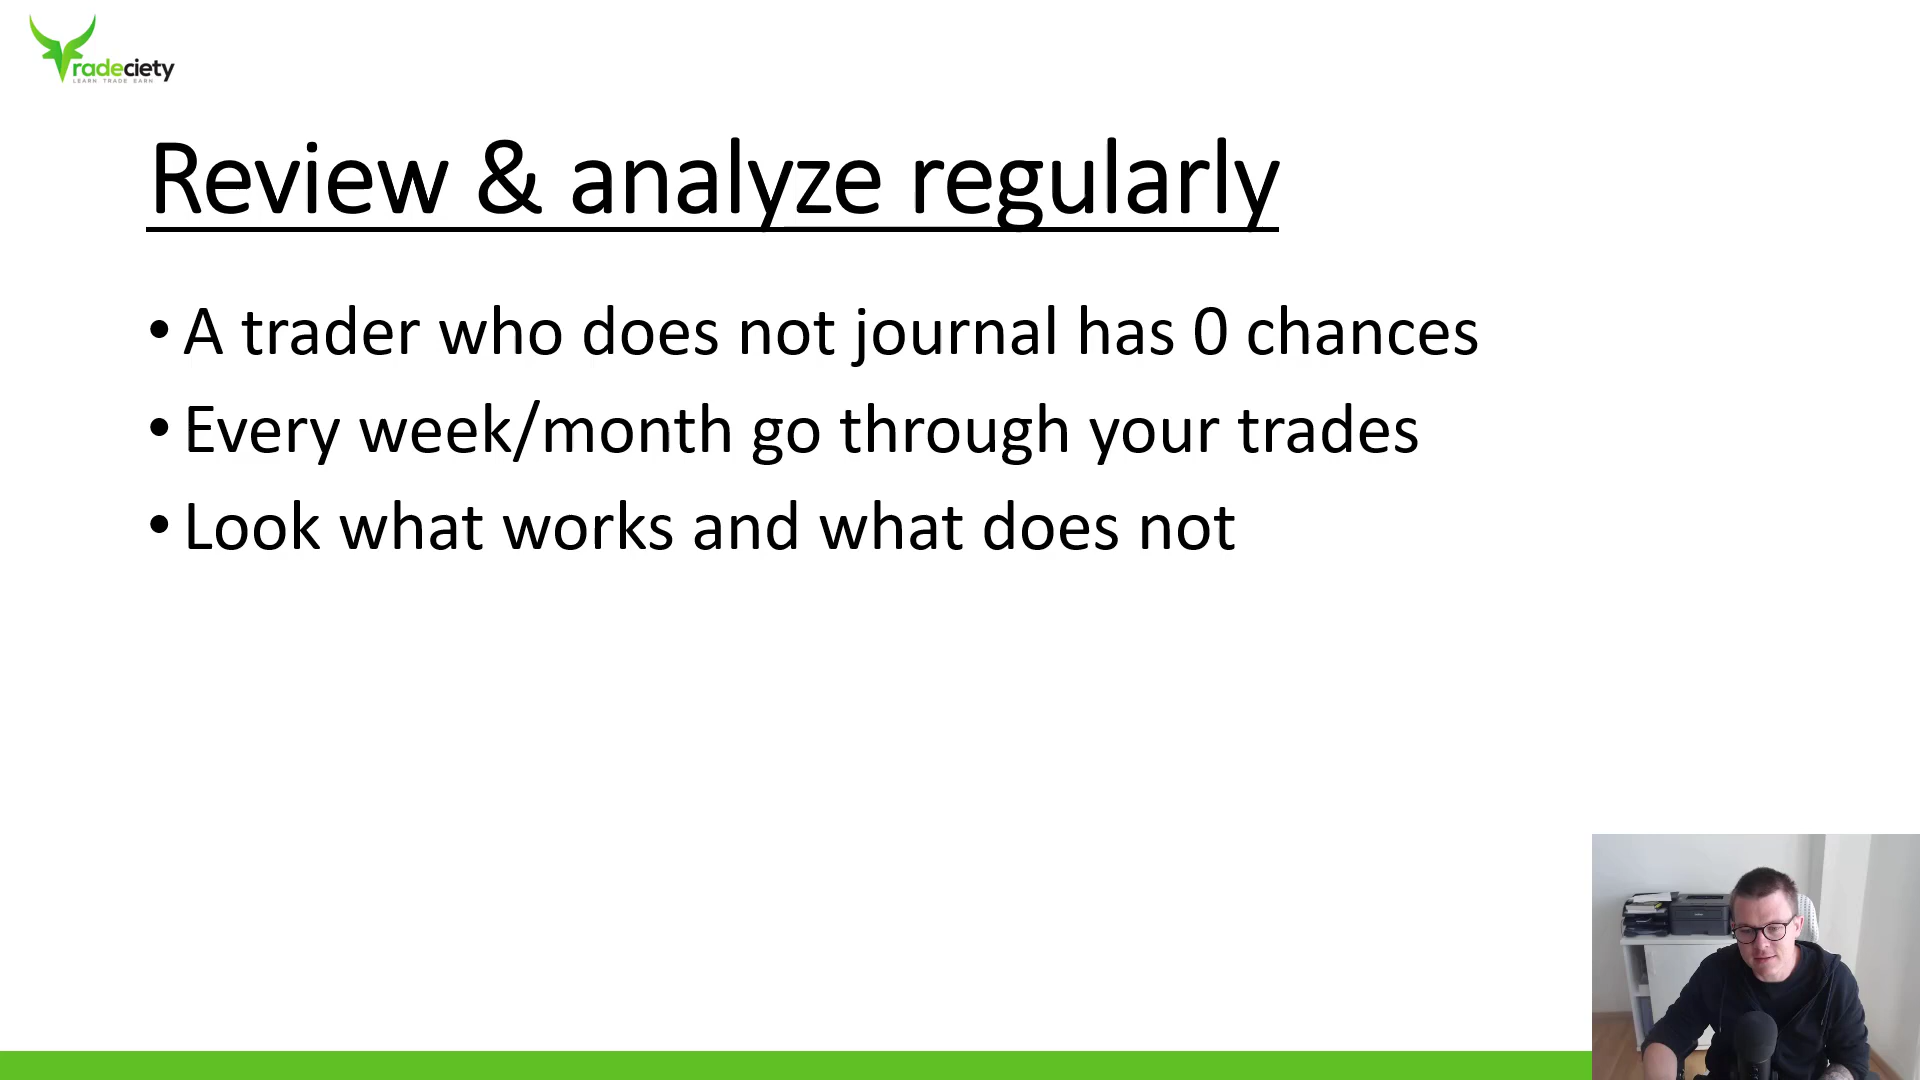 Tradeciety
LEARN TRADE EARN
Review & analyze regularly
• A trader who does not journal has 0 chances
• Every week/month go through your trades
• Look what works and what does not